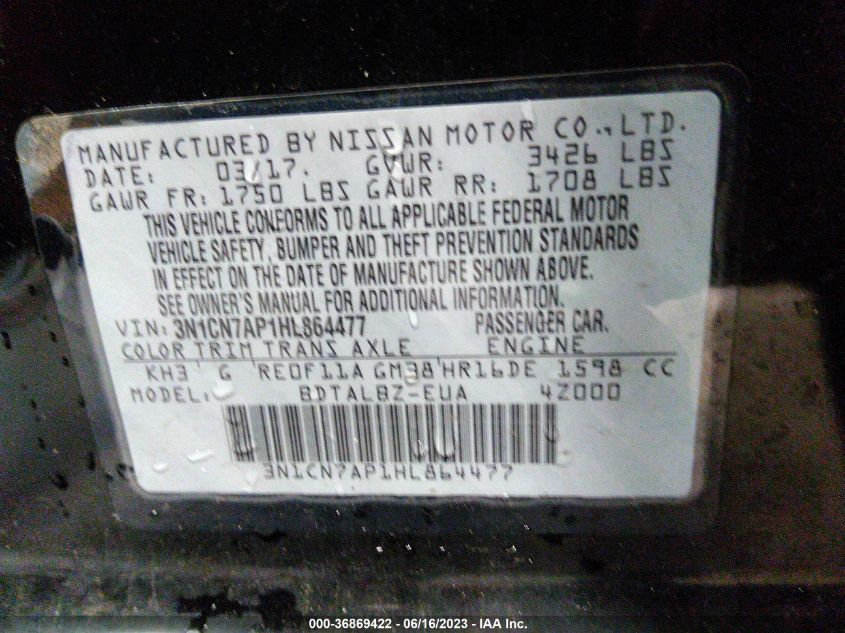 MANUFACTURED BY NISSAN MOTOR CO., LTD.
DATE: 03/17. GVWR: 3426 LBS
GAWR FR: 1750 LBS GAWR RR: 1708 LBS
THIS VEHICLE CONFORMS TO ALL APPLICABLE FEDERAL MOTOR
VEHICLE SAFETY, BUMPER AND THEFT PREVENTION STANDARDS
IN EFFECT ON THE DATE OF MANUFACTURE SHOWN ABOVE.
SEE OWNER'S MANUAL FOR ADDITIONAL INFORMATION.
VIN: 3N1CN7AP1HL864477 PASSENGER CAR.
COLOR TRIM TRANS AXLE ENGINE
KH3 G RE0F11A GM38 HR16DE 1598 CC
MODEL: BDTALBZ-EUA 4Z000
3N1CN7AP1HL864477
000-36869422 - 06/16/2023 - IAA Inc.